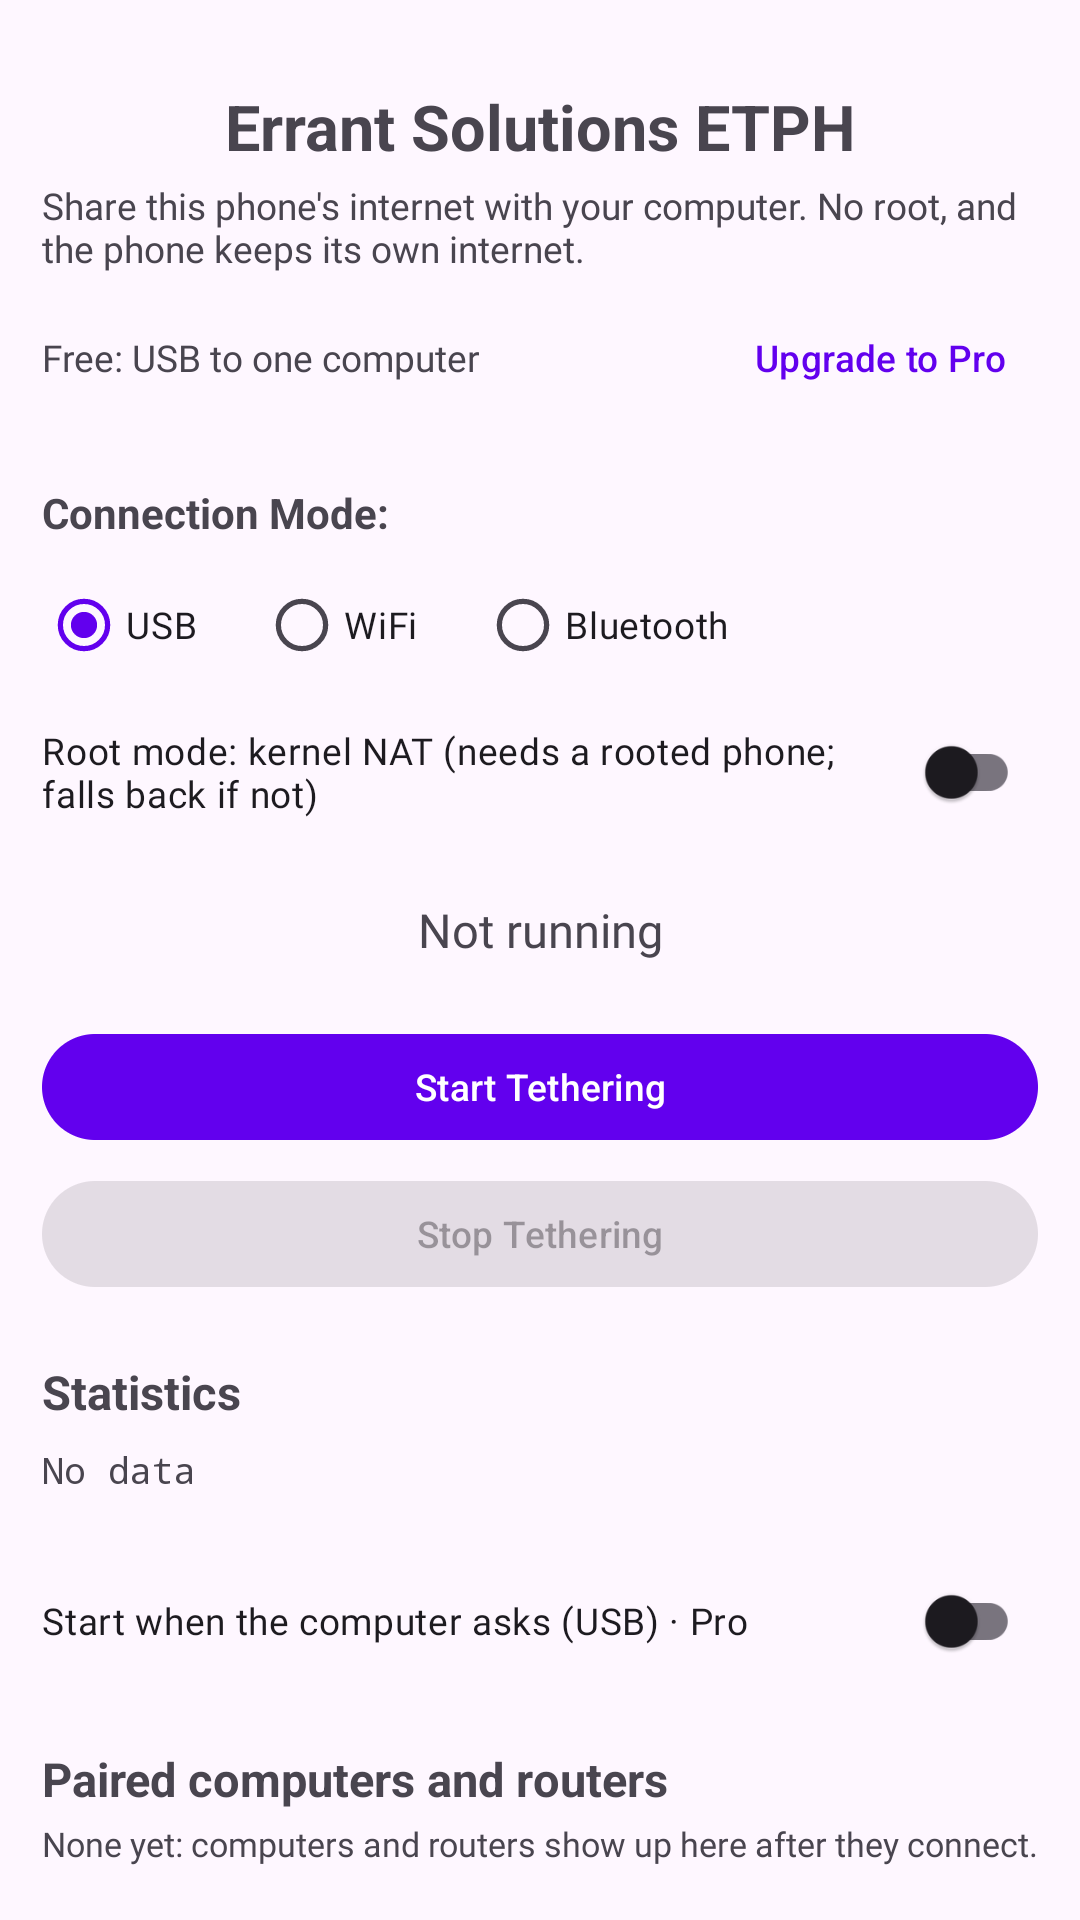 Errant Solutions ETPH
Share this phone's internet with your computer. No root, and
the phone keeps its own internet.
Free: USB to one computer
Upgrade to Pro
Connection Mode:
USB
WiFi
Bluetooth
Root mode: kernel NAT (needs a rooted phone;
falls back if not)
Not running
Start Tethering
Stop Tethering
Statistics
No data
Start when the computer asks (USB) · Pro
Paired computers and routers
None yet: computers and routers show up here after they connect.